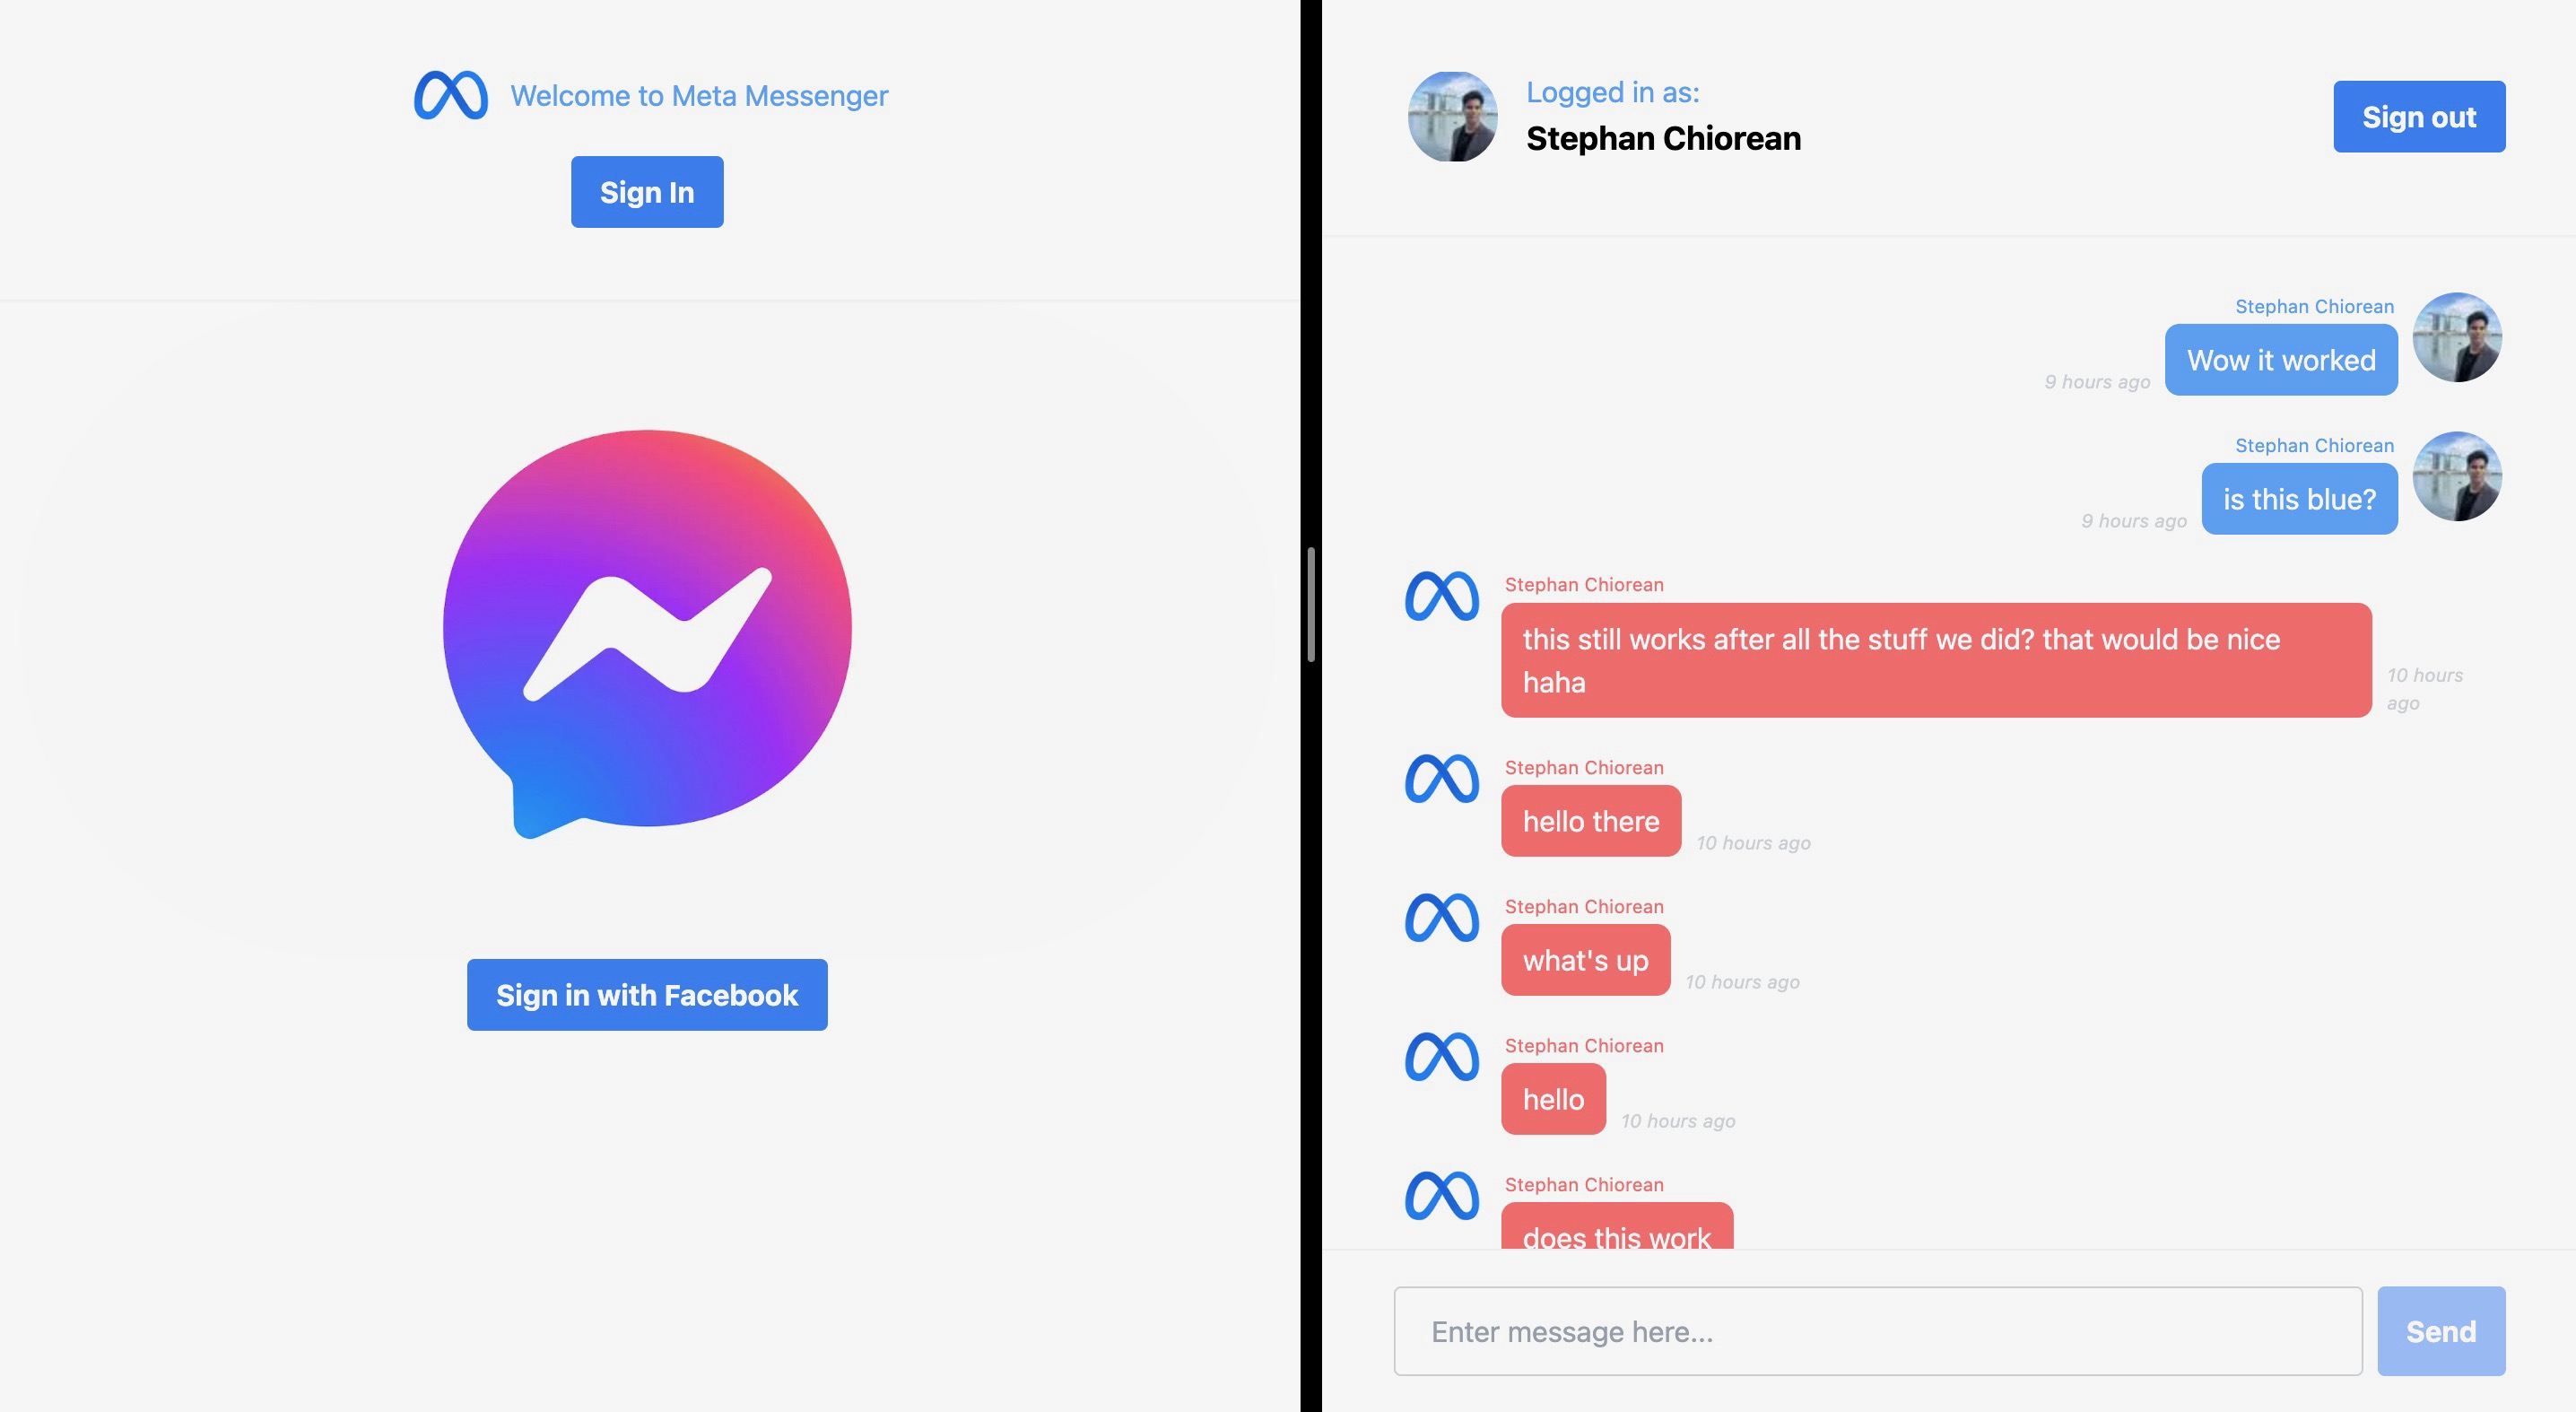 Welcome to Meta Messenger
Sign In
Sign in with Facebook
Logged in as:
Stephan Chiorean
Sign out
Stephan Chiorean
Wow it worked
9 hours ago
Stephan Chiorean
is this blue?
9 hours ago
Stephan Chiorean
this still works after all the stuff we did? that would be nice
haha
10 hours
ago
Stephan Chiorean
hello there
10 hours ago
Stephan Chiorean
what's up
10 hours ago
Stephan Chiorean
hello
10 hours ago
Stephan Chiorean
does this work
Enter message here...
Send